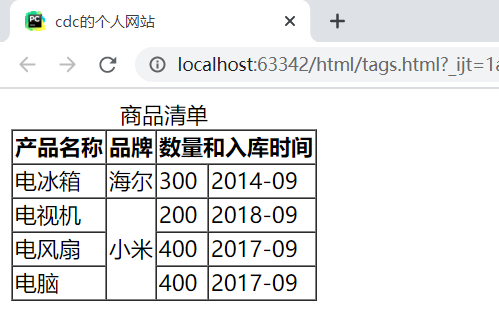 cdc的个人网站
localhost:63342/html/tags.html?_ijt=1a
商品清单
产品名称 品牌 数量和入库时间
电冰箱 海尔 300 2014-09
电视机 200 2018-09
电风扇 小米 400 2017-09
电脑 400 2017-09